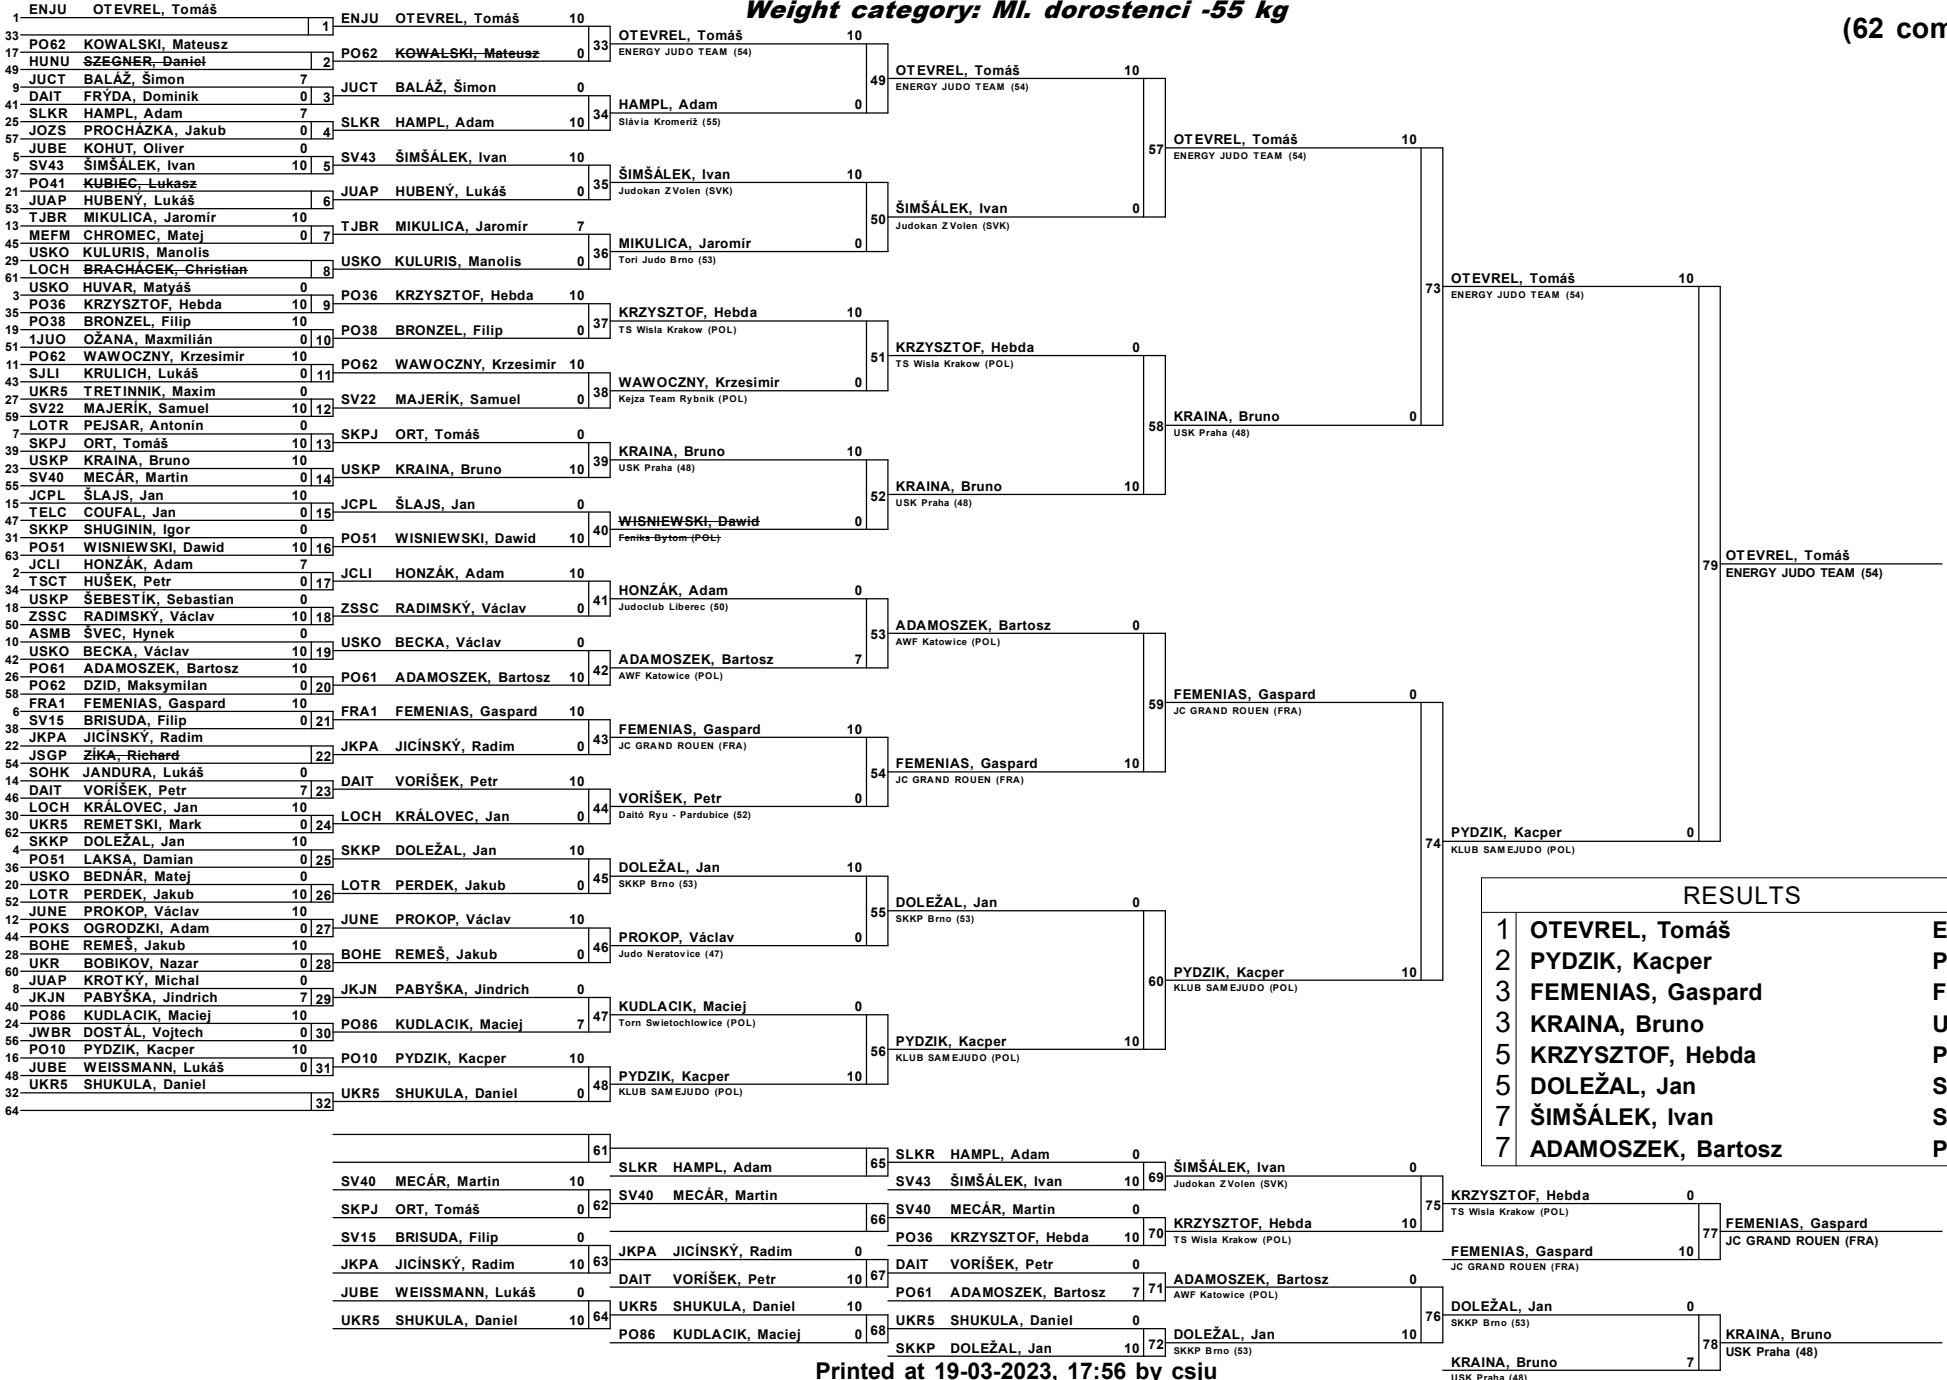 Weight category: Ml. dorostenci -55 kg
(62 com
1 ENJU OTEVREL, Tomáš
33 1
17 PO62 KOWALSKI, Mateusz
49 HUNU SZEGNER, Daniel 2
9 JUCT BALÁŽ, Šimon 7
41 DAIT FRÝDA, Dominik 0 3
25 SLKR HAMPL, Adam 7
57 JOZS PROCHÁZKA, Jakub 0 4
5 JUBE KOHUT, Oliver 0
37 SV43 ŠIMŠÁLEK, Ivan 10 5
21 PO41 KUBIEC, Lukasz
53 JUAP HUBENÝ, Lukáš 6
13 TJBR MIKULICA, Jaromír 10
45 MEFM CHROMEC, Matej 0 7
29 USKO KULURIS, Manolis
61 LOCH BRACHÁCEK, Christian 8
3 USKO HUVAR, Matyáš 0
35 PO36 KRZYSZTOF, Hebda 10 9
19 PO38 BRONZEL, Filip 10
51 1JUO OŽANA, Maxmilián 0 10
11 PO62 WAWOCZNY, Krzesimir 10
43 SJLI KRULICH, Lukáš 0 11
27 UKR5 TRETINNIK, Maxim 0
59 SV22 MAJERÍK, Samuel 10 12
7 LOTR PEJSAR, Antonín 0
39 SKPJ ORT, Tomáš 10 13
23 USKP KRAINA, Bruno 10
55 SV40 MECÁR, Martin 0 14
15 JCPL ŠLAJS, Jan 10
47 TELC COUFAL, Jan 0 15
31 SKKP SHUGININ, Igor 0
63 PO51 WISNIEWSKI, Dawid 10 16
2 JCLI HONZÁK, Adam 7
34 TSCT HUŠEK, Petr 0 17
18 USKP ŠEBESTÍK, Sebastian 0
50 ZSSC RADIMSKÝ, Václav 10 18
10 ASMB ŠVEC, Hynek 0
42 USKO BECKA, Václav 10 19
26 PO61 ADAMOSZEK, Bartosz 10
58 PO62 DZID, Maksymilan 0 20
6 FRA1 FEMENIAS, Gaspard 10
38 SV15 BRISUDA, Filip 0 21
22 JKPA JICÍNSKÝ, Radim
54 JSGP ZÍKA, Richard 22
14 SOHK JANDURA, Lukáš 0
46 DAIT VORÍŠEK, Petr 7 23
30 LOCH KRÁLOVEC, Jan 10
62 UKR5 REMETSKI, Mark 0 24
4 SKKP DOLEŽAL, Jan 10
36 PO51 LAKSA, Damian 0 25
20 USKO BEDNÁR, Matej 0
52 LOTR PERDEK, Jakub 10 26
12 JUNE PROKOP, Václav 10
44 POKS OGRODZKI, Adam 0 27
28 BOHE REMEŠ, Jakub 10
60 UKR BOBIKOV, Nazar 0 28
8 JUAP KROTKÝ, Michal 0
40 JKJN PABYŠKA, Jindrich 7 29
24 PO86 KUDLACIK, Maciej 10
56 JWBR DOSTÁL, Vojtech 0 30
16 PO10 PYDZIK, Kacper 10
48 JUBE WEISSMANN, Lukáš 0 31
32 UKR5 SHUKULA, Daniel
64 32
ENJU OTEVREL, Tomáš 10
PO62 KOWALSKI, Mateusz 0 33
JUCT BALÁŽ, Šimon 0
SLKR HAMPL, Adam 10 34
SV43 ŠIMŠÁLEK, Ivan 10
JUAP HUBENÝ, Lukáš 0 35
TJBR MIKULICA, Jaromír 7
USKO KULURIS, Manolis 0 36
PO36 KRZYSZTOF, Hebda 10
PO38 BRONZEL, Filip 0 37
PO62 WAWOCZNY, Krzesimir 10
SV22 MAJERÍK, Samuel 0 38
SKPJ ORT, Tomáš 0
USKP KRAINA, Bruno 10 39
JCPL ŠLAJS, Jan 0
PO51 WISNIEWSKI, Dawid 10 40
JCLI HONZÁK, Adam 10
ZSSC RADIMSKÝ, Václav 0 41
USKO BECKA, Václav 0
PO61 ADAMOSZEK, Bartosz 10 42
FRA1 FEMENIAS, Gaspard 10
JKPA JICÍNSKÝ, Radim 0 43
DAIT VORÍŠEK, Petr 10
LOCH KRÁLOVEC, Jan 0 44
SKKP DOLEŽAL, Jan 10
LOTR PERDEK, Jakub 0 45
JUNE PROKOP, Václav 10
BOHE REMEŠ, Jakub 0 46
JKJN PABYŠKA, Jindrich 0
PO86 KUDLACIK, Maciej 7 47
PO10 PYDZIK, Kacper 10
UKR5 SHUKULA, Daniel 0 48
OTEVREL, Tomáš 10
ENERGY JUDO TEAM (54)
49
HAMPL, Adam 0
Slávia Kromeríž (55)
ŠIMŠÁLEK, Ivan 10
Judokan ZVolen (SVK)
50
MIKULICA, Jaromír 0
Tori Judo Brno (53)
KRZYSZTOF, Hebda 10
TS Wisla Krakow (POL)
51
WAWOCZNY, Krzesimir 0
Kejza Team Rybnik (POL)
KRAINA, Bruno 10
USK Praha (48)
52
WISNIEWSKI, Dawid 0
Feniks Bytom (POL)
HONZÁK, Adam 0
Judoclub Liberec (50)
53
ADAMOSZEK, Bartosz 7
AWF Katowice (POL)
FEMENIAS, Gaspard 10
JC GRAND ROUEN (FRA)
54
VORÍŠEK, Petr 0
Daitó Ryu - Pardubice (52)
DOLEŽAL, Jan 10
SKKP Brno (53)
55
PROKOP, Václav 0
Judo Neratovice (47)
KUDLACIK, Maciej 0
Torn Swietochlowice (POL)
56
PYDZIK, Kacper 10
KLUB SAMEJUDO (POL)
OTEVREL, Tomáš 10
ENERGY JUDO TEAM (54)
57
ŠIMŠÁLEK, Ivan 0
Judokan ZVolen (SVK)
KRZYSZTOF, Hebda 0
TS Wisla Krakow (POL)
58
KRAINA, Bruno 10
USK Praha (48)
ADAMOSZEK, Bartosz 0
AWF Katowice (POL)
59
FEMENIAS, Gaspard 10
JC GRAND ROUEN (FRA)
DOLEŽAL, Jan 0
SKKP Brno (53)
60
PYDZIK, Kacper 10
KLUB SAMEJUDO (POL)
OTEVREL, Tomáš 10
ENERGY JUDO TEAM (54)
73
KRAINA, Bruno 0
USK Praha (48)
FEMENIAS, Gaspard 0
JC GRAND ROUEN (FRA)
74
PYDZIK, Kacper 10
KLUB SAMEJUDO (POL)
OTEVREL, Tomáš 10
ENERGY JUDO TEAM (54)
79
PYDZIK, Kacper 0
KLUB SAMEJUDO (POL)
OTEVREL, Tomáš
ENERGY JUDO TEAM (54)
RESULTS
1 OTEVREL, Tomáš E
2 PYDZIK, Kacper P
3 FEMENIAS, Gaspard F
3 KRAINA, Bruno U
5 KRZYSZTOF, Hebda P
5 DOLEŽAL, Jan S
7 ŠIMŠÁLEK, Ivan S
7 ADAMOSZEK, Bartosz P
61
SV40 MECÁR, Martin 10
SKPJ ORT, Tomáš 0 62
SV15 BRISUDA, Filip 0
JKPA JICÍNSKÝ, Radim 10 63
JUBE WEISSMANN, Lukáš 0
UKR5 SHUKULA, Daniel 10 64
SLKR HAMPL, Adam 65
SV40 MECÁR, Martin
66
JKPA JICÍNSKÝ, Radim 0
DAIT VORÍŠEK, Petr 10 67
UKR5 SHUKULA, Daniel 10
PO86 KUDLACIK, Maciej 0 68
SLKR HAMPL, Adam 0
SV43 ŠIMŠÁLEK, Ivan 10 69
SV40 MECÁR, Martin 0
PO36 KRZYSZTOF, Hebda 10 70
DAIT VORÍŠEK, Petr 0
PO61 ADAMOSZEK, Bartosz 7 71
UKR5 SHUKULA, Daniel 0
SKKP DOLEŽAL, Jan 10 72
ŠIMŠÁLEK, Ivan 0
Judokan ZVolen (SVK)
75
KRZYSZTOF, Hebda 10
TS Wisla Krakow (POL)
ADAMOSZEK, Bartosz 0
AWF Katowice (POL)
76
DOLEŽAL, Jan 10
SKKP Brno (53)
KRZYSZTOF, Hebda 0
TS Wisla Krakow (POL)
77
FEMENIAS, Gaspard 10
JC GRAND ROUEN (FRA)
DOLEŽAL, Jan 0
SKKP Brno (53)
78
KRAINA, Bruno 7
USK Praha (48)
FEMENIAS, Gaspard
JC GRAND ROUEN (FRA)
KRAINA, Bruno
USK Praha (48)
Printed at 19-03-2023, 17:56 by csju